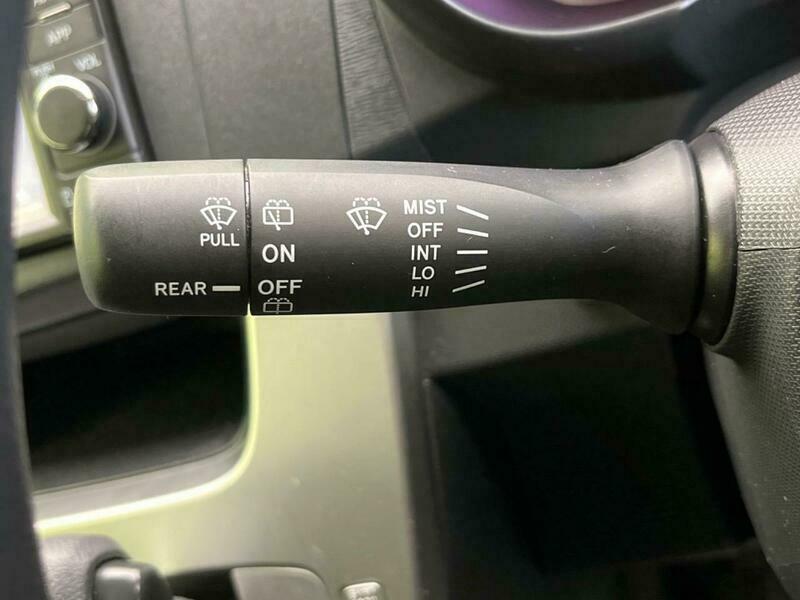 APP
VOL
PULL
REAR
ON
OFF
MIST
OFF
INT
LO
HI